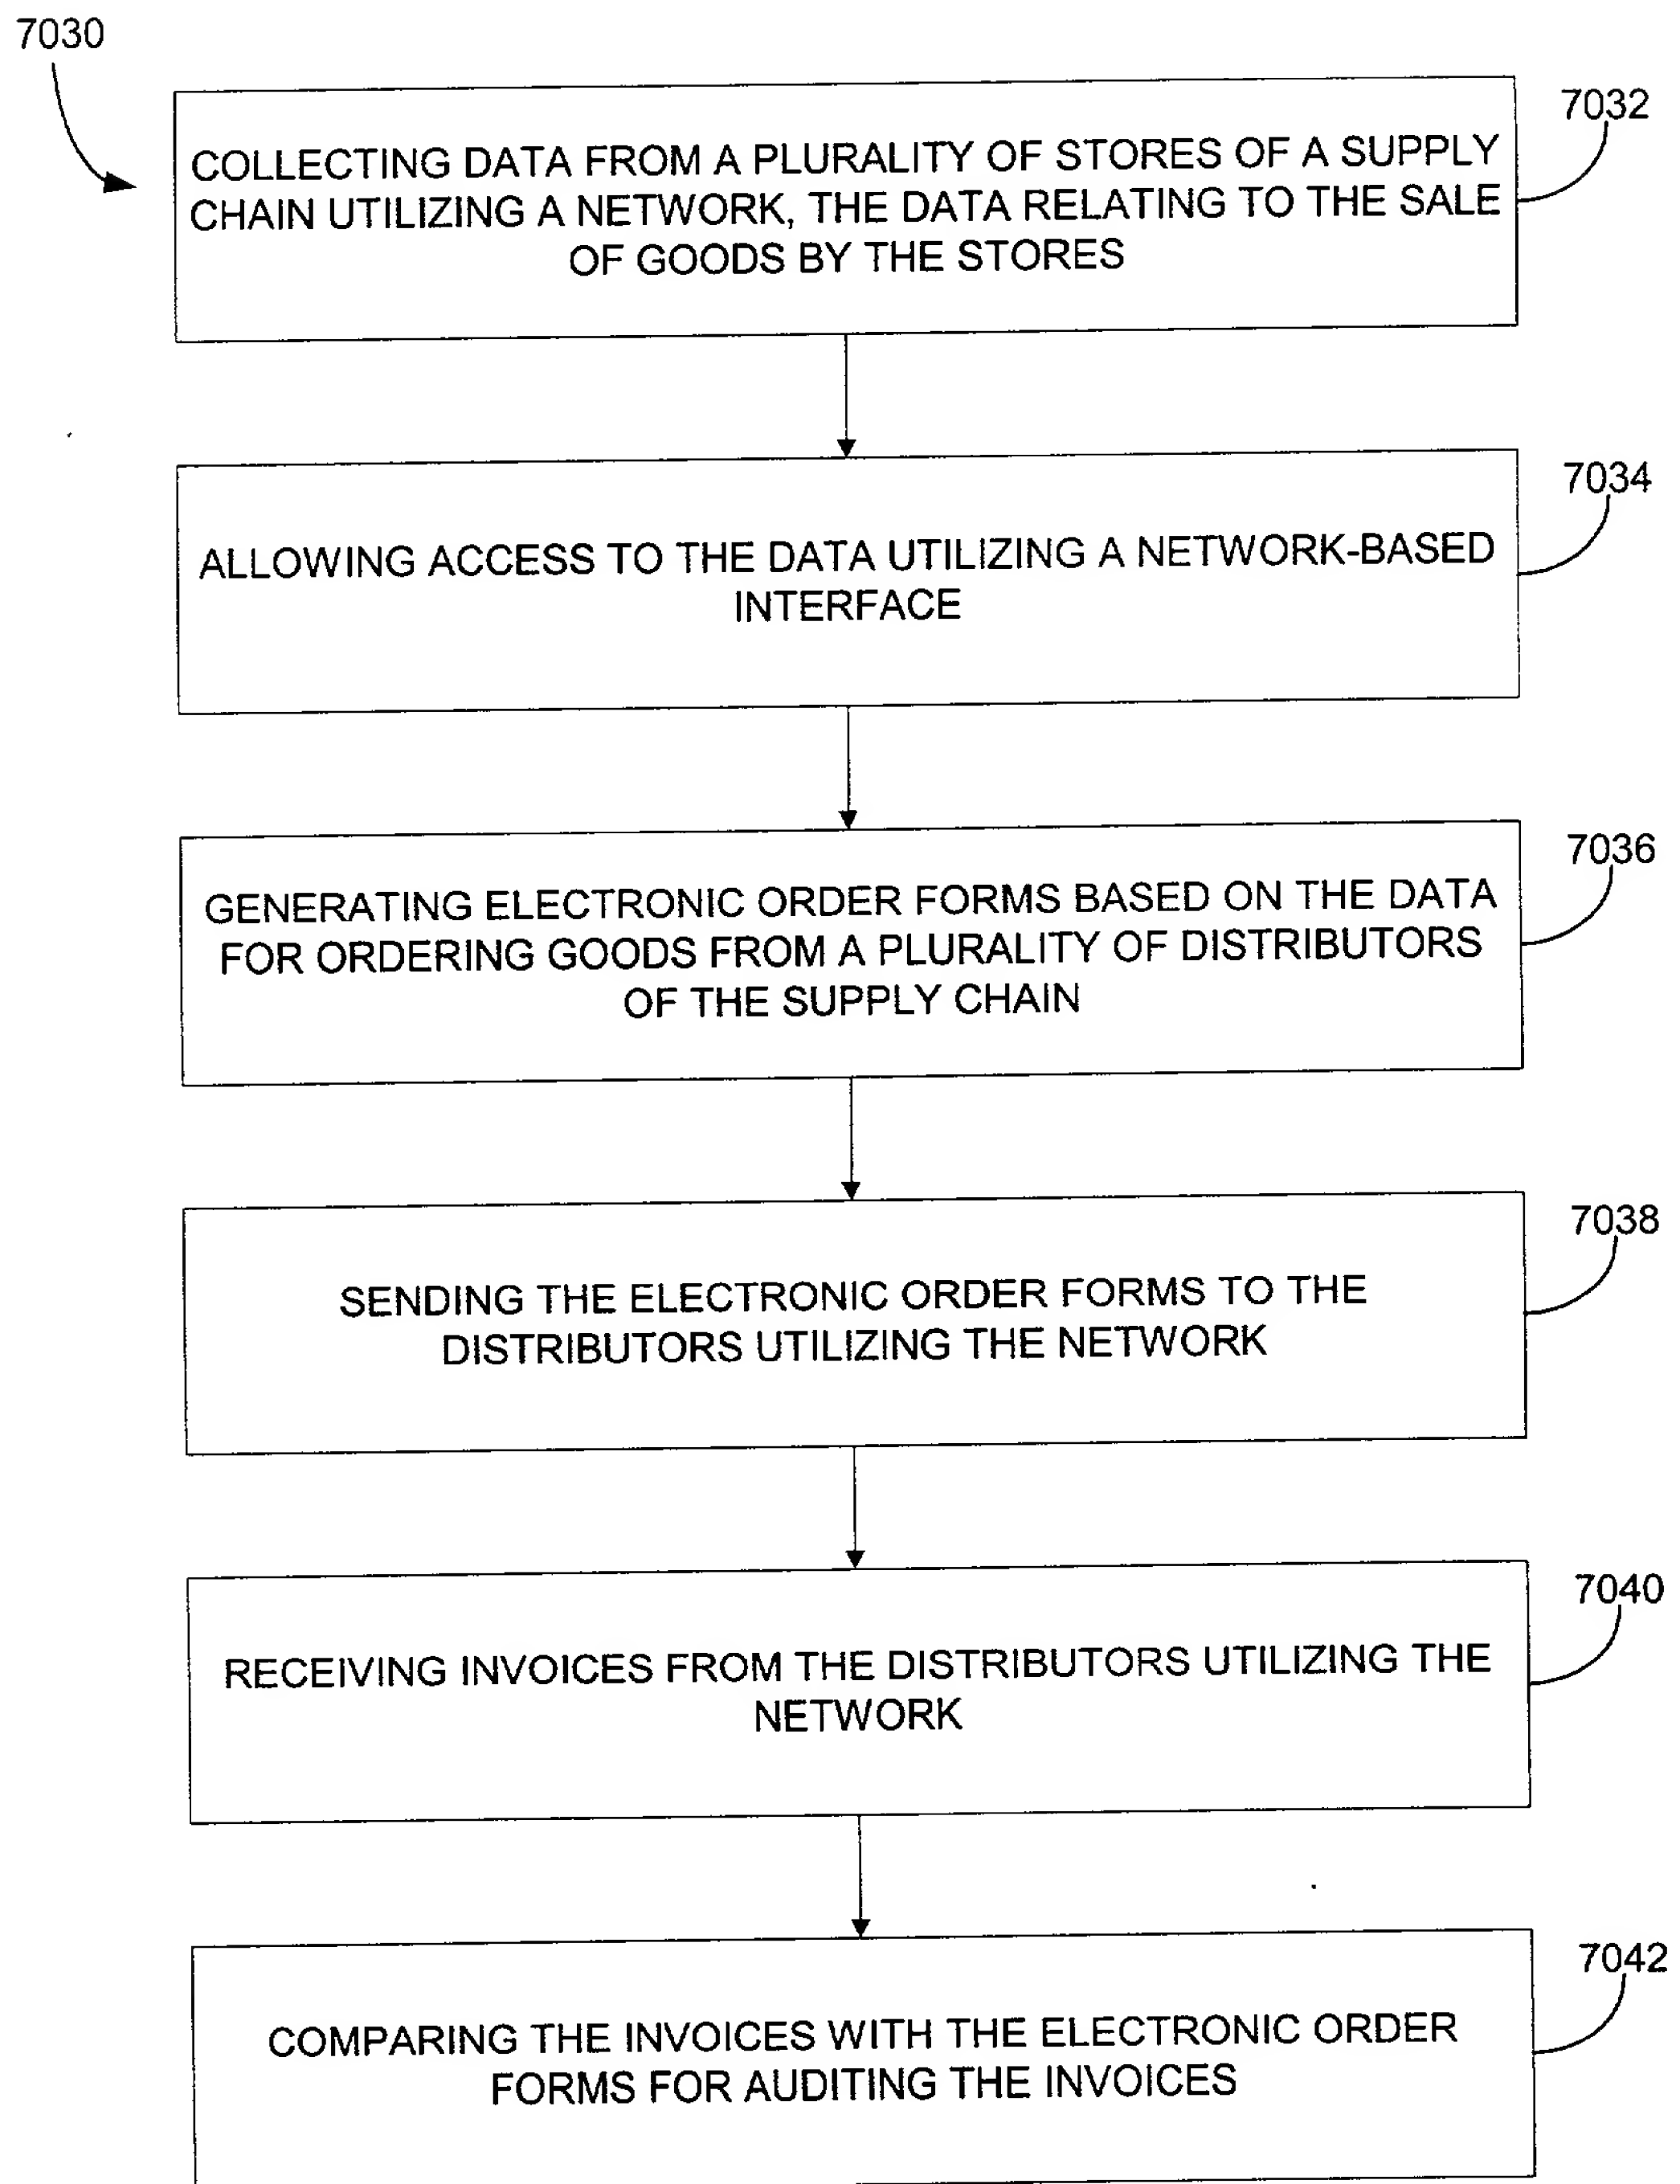 7030
7032
COLLECTING DATA FROM A PLURALITY OF STORES OF A SUPPLY
CHAIN UTILIZING A NETWORK, THE DATA RELATING TO THE SALE
OF GOODS BY THE STORES
7034
ALLOWING ACCESS TO THE DATA UTILIZING A NETWORK-BASED
INTERFACE
7036
GENERATING ELECTRONIC ORDER FORMS BASED ON THE DATA
FOR ORDERING GOODS FROM A PLURALITY OF DISTRIBUTORS
OF THE SUPPLY CHAIN
7038
SENDING THE ELECTRONIC ORDER FORMS TO THE
DISTRIBUTORS UTILIZING THE NETWORK
7040
RECEIVING INVOICES FROM THE DISTRIBUTORS UTILIZING THE
NETWORK
7042
COMPARING THE INVOICES WITH THE ELECTRONIC ORDER
FORMS FOR AUDITING THE INVOICES